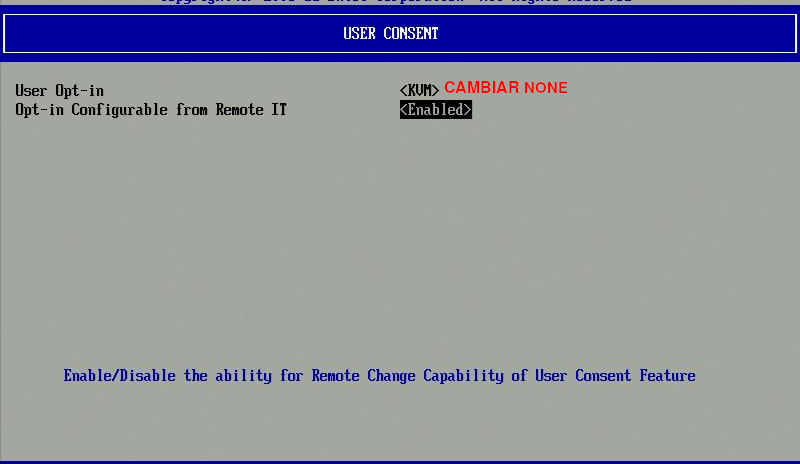 USER CONSENT
User Opt-in <KVM> CAMBIAR NONE
Opt-in Configurable from Remote IT <Enabled>
Enable/Disable the ability for Remote Change Capability of User Consent Feature